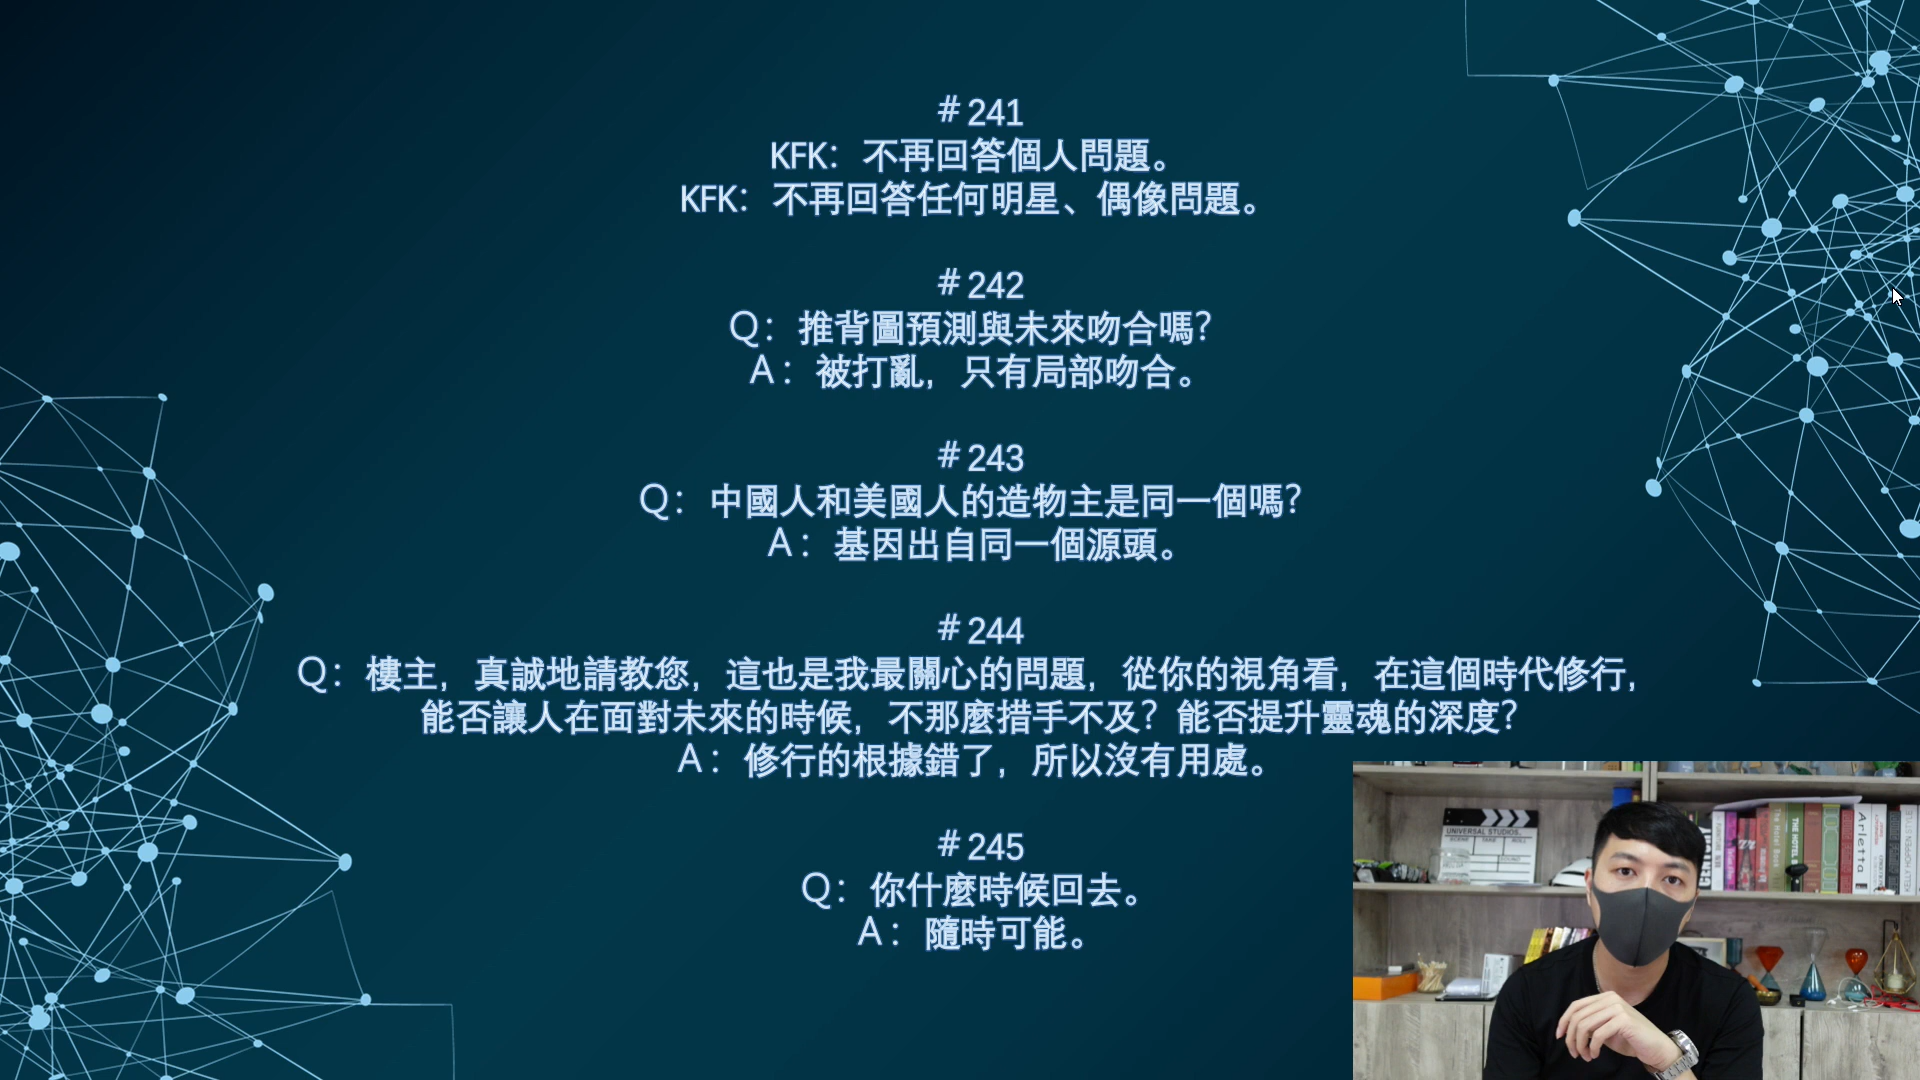 #241
KFK：不再回答個人問題。
KFK：不再回答任何明星、偶像問題。
#242
Q：推背圖預測與未來吻合嗎？
A：被打亂，只有局部吻合。
#243
Q：中國人和美國人的造物主是同一個嗎？
A：基因出自同一個源頭。
#244
Q：樓主，真誠地請教您，這也是我最關心的問題，從你的視角看，在這個時代修行，
能否讓人在面對未來的時候，不那麼措手不及？能否提升靈魂的深度？
A：修行的根據錯了，所以沒有用處。
#245
Q：你什麼時候回去。
A：隨時可能。
UNIVERSAL STUDIOS
SCENE
TAKE
ROLL
SOUND
Arletta